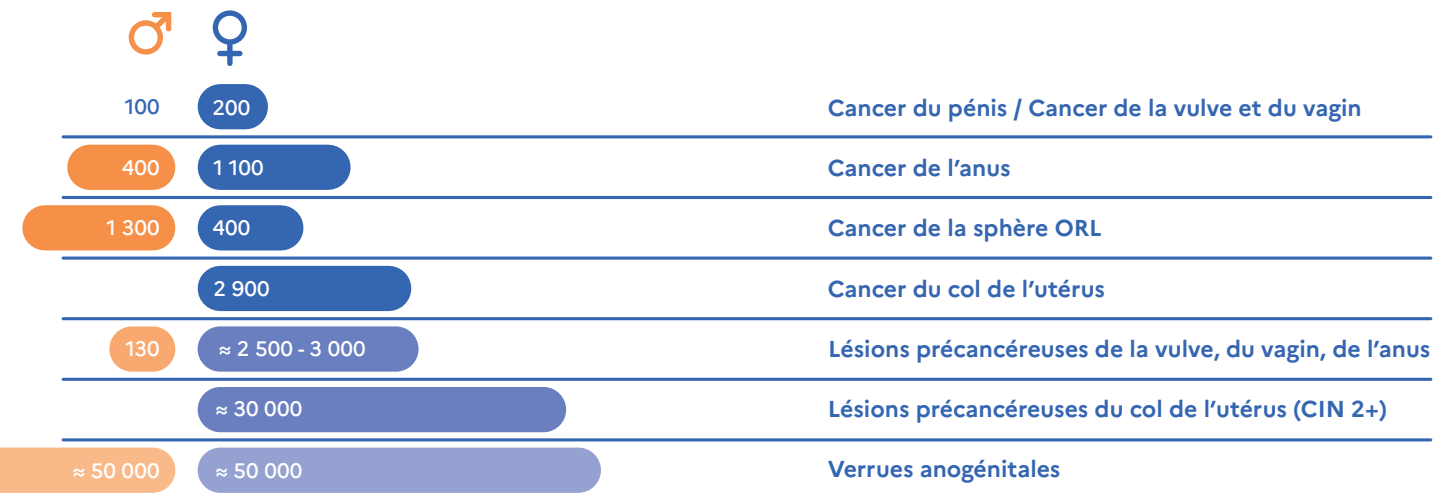 100 200 Cancer du pénis / Cancer de la vulve et du vagin
400 1 100 Cancer de l’anus
1 300 400 Cancer de la sphère ORL
2 900 Cancer du col de l’utérus
130 ≈ 2 500 - 3 000 Lésions précancéreuses de la vulve, du vagin, de l’anus
≈ 30 000 Lésions précancéreuses du col de l’utérus (CIN 2+)
≈ 50 000 ≈ 50 000 Verrues anogénitales